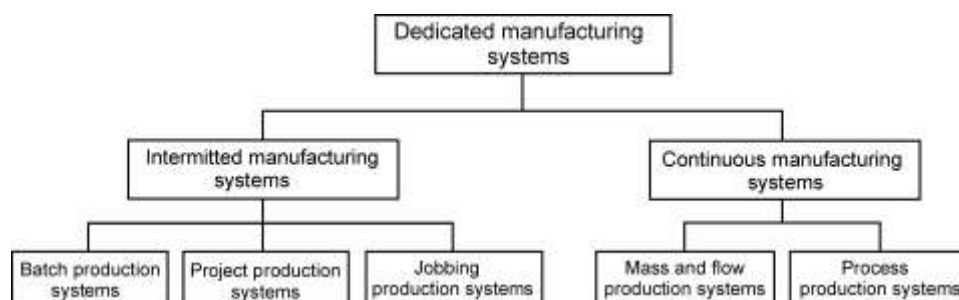 Dedicated manufacturing
systems
Intermitted manufacturing
systems
Continuous manufacturing
systems
Batch production
systems
Project production
systems
Jobbing
production systems
Mass and flow
production systems
Process
production systems